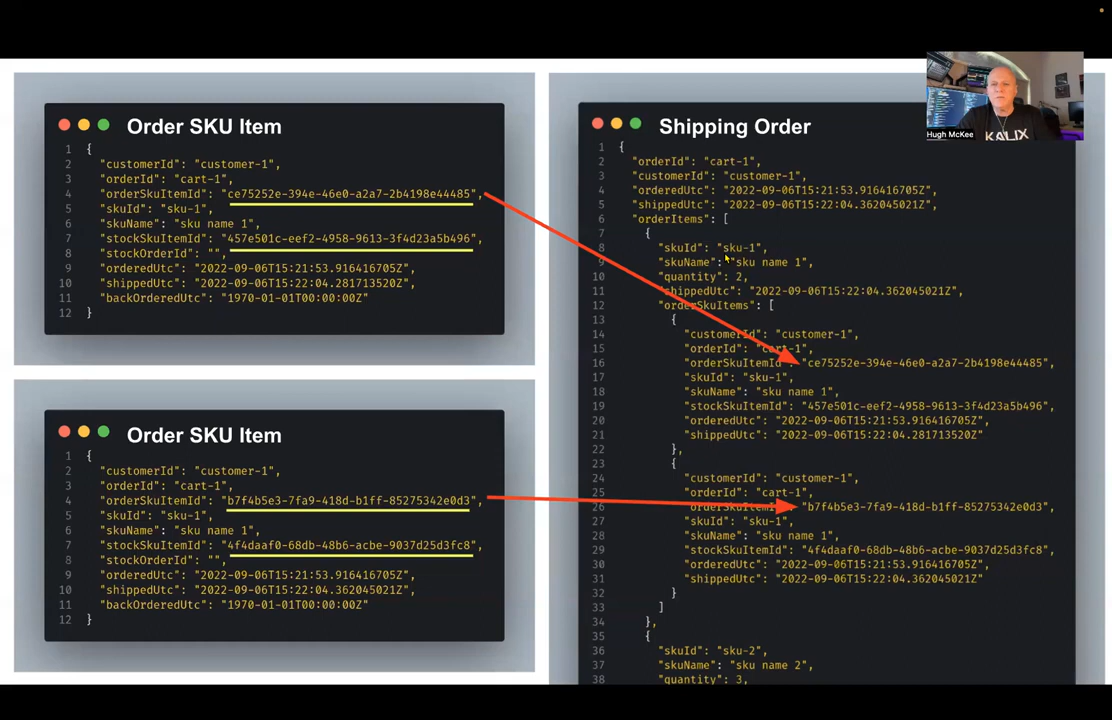 Order SKU Item
1 {
2 "customerId": "customer-1",
3 "orderId": "cart-1",
4 "orderSkuItemId": "ce75252e-394e-46e0-a2a7-2b4198e44485",
5 "skuId": "sku-1",
6 "skuName": "sku name 1",
7 "stockSkuItemId": "457e501c-eef2-4958-9613-3f4d23a5b496",
8 "stockOrderId": "",
9 "orderedUtc": "2022-09-06T15:21:53.916416705Z",
10 "shippedUtc": "2022-09-06T15:22:04.281713520Z",
11 "backOrderedUtc": "1970-01-01T00:00:00Z"
12 }
Order SKU Item
1 {
2 "customerId": "customer-1",
3 "orderId": "cart-1",
4 "orderSkuItemId": "b7f4b5e3-7fa9-418d-b1ff-85275342e0d3",
5 "skuId": "sku-1",
6 "skuName": "sku name 1",
7 "stockSkuItemId": "4f4daaf0-68db-48b6-acbe-9037d25d3fc8",
8 "stockOrderId": "",
9 "orderedUtc": "2022-09-06T15:21:53.916416705Z",
10 "shippedUtc": "2022-09-06T15:22:04.362045021Z",
11 "backOrderedUtc": "1970-01-01T00:00:00Z"
12 }
Shipping Order
1 {
2 "orderId": "cart-1",
3 "customerId": "customer-1",
4 "orderedUtc": "2022-09-06T15:21:53.916416705Z",
5 "shippedUtc": "2022-09-06T15:22:04.362045021Z",
6 "orderItems": [
7 {
8 "skuId": "sku-1",
9 "skuName": "sku name 1",
10 "quantity": 2,
11 "shippedUtc": "2022-09-06T15:22:04.362045021Z",
12 "orderSkuItems": [
13 {
14 "customerId": "customer-1",
15 "orderId": "cart-1",
16 "orderSkuItemId": "ce75252e-394e-46e0-a2a7-2b4198e44485",
17 "skuId": "sku-1",
18 "skuName": "sku name 1",
19 "stockSkuItemId": "457e501c-eef2-4958-9613-3f4d23a5b496",
20 "orderedUtc": "2022-09-06T15:21:53.916416705Z",
21 "shippedUtc": "2022-09-06T15:22:04.281713520Z"
22 },
23 {
24 "customerId": "customer-1",
25 "orderId": "cart-1",
26 "orderSkuItemId": "b7f4b5e3-7fa9-418d-b1ff-85275342e0d3",
27 "skuId": "sku-1",
28 "skuName": "sku name 1",
29 "stockSkuItemId": "4f4daaf0-68db-48b6-acbe-9037d25d3fc8",
30 "orderedUtc": "2022-09-06T15:21:53.916416705Z",
31 "shippedUtc": "2022-09-06T15:22:04.362045021Z"
32 }
33 ]
34 },
35 {
36 "skuId": "sku-2",
37 "skuName": "sku name 2",
38 "quantity": 3,
KALIX
Hugh McKee